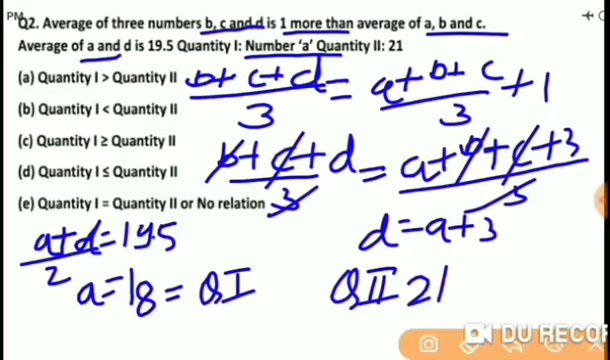 PM
Q2. Average of three numbers b, c and d is 1 more than average of a, b and c.
Average of a and d is 19.5 Quantity I: Number 'a' Quantity II: 21
(a) Quantity I > Quantity II
(b) Quantity I < Quantity II
(c) Quantity I ≥ Quantity II
(d) Quantity I ≤ Quantity II
(e) Quantity I = Quantity II or No relation
b+c+d/3 = a+b+c/3 + 1
b+c+d/3 = a+b+c+3/3
d=a+3
a+d/2=19.5
a=18=QI
QII 21
DU RECOR